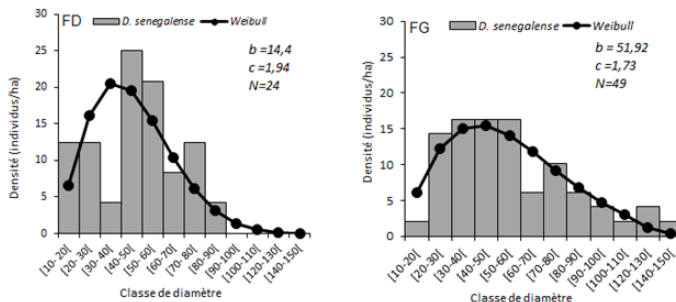 FD
D. senegalense Weibull
b =14,4
c =1,94
N=24
Densité (individus/ha)
30
25
20
15
10
5
0
[10-20[ [20-30[ [30-40[ [40-50[ [50-60[ [60-70[ [70-80[ [80-90[ [90-100[ [100-110[ [120-130[ [140-150[
Classe de diamètre
FG
D. senegalense Weibull
b = 51,92
c =1,73
N=49
Densité (individus/ha)
30
25
20
15
10
5
0
[10-20[ [20-30[ [30-40[ [40-50[ [50-60[ [60-70[ [70-80[ [80-90[ [90-100[ [100-110[ [120-130[ [140-150[
Classe de diamètre